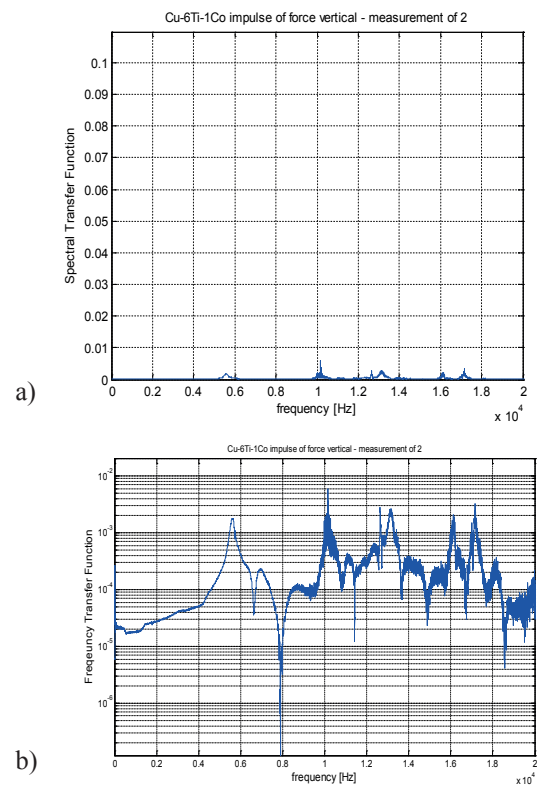 Cu-6Ti-1Co impulse of force vertical - measurement of 2
Spectral Transfer Function
0.1
0.09
0.08
0.07
0.06
0.05
0.04
0.03
0.02
0.01
0
0 0.2 0.4 0.6 0.8 1 1.2 1.4 1.6 1.8 2
frequency [Hz]
x 10^4
a)
Cu-6Ti-1Co impulse of force vertical - measurement of 2
Freqeuncy Transfer Function
10^-2
10^-3
10^-4
10^-5
10^-6
0 0.2 0.4 0.6 0.8 1 1.2 1.4 1.6 1.8 2
frequency [Hz]
x 10^4
b)